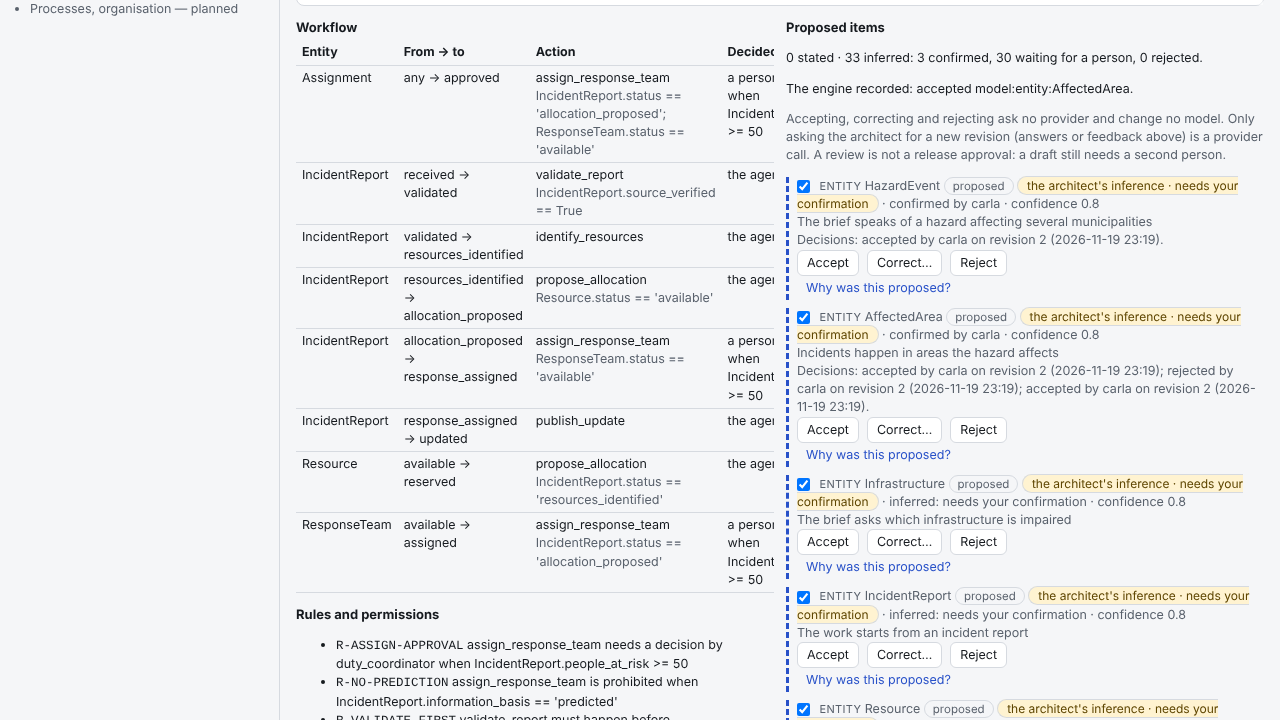 Processes, organisation — planned
Workflow
Entity From → to Action Decided
Assignment any → approved assign_response_team a person
IncidentReport.status == when
'allocation_proposed'; Incident
ResponseTeam.status == >= 50
'available'
IncidentReport received → validate_report the agen
validated IncidentReport.source_verified
== True
IncidentReport validated → identify_resources the agen
resources_identified
IncidentReport resources_identified propose_allocation the agen
→ Resource.status == 'available'
allocation_proposed
IncidentReport allocation_proposed assign_response_team a person
→ ResponseTeam.status == when
response_assigned 'available' Incident
>= 50
IncidentReport response_assigned publish_update the agen
→ updated
Resource available → propose_allocation the agen
reserved IncidentReport.status ==
'resources_identified'
ResponseTeam available → assign_response_team a person
assigned IncidentReport.status == when
'allocation_proposed' Incident
>= 50
Rules and permissions
R-ASSIGN-APPROVAL assign_response_team needs a decision by
duty_coordinator when IncidentReport.people_at_risk >= 50
R-NO-PREDICTION assign_response_team is prohibited when
IncidentReport.information_basis == 'predicted'
R-VALIDATE-FIRST validate_report must happen before
Proposed items
0 stated · 33 inferred: 3 confirmed, 30 waiting for a person, 0 rejected.
The engine recorded: accepted model:entity:AffectedArea.
Accepting, correcting and rejecting ask no provider and change no model. Only
asking the architect for a new revision (answers or feedback above) is a provider
call. A review is not a release approval: a draft still needs a second person.
ENTITY HazardEvent proposed the architect's inference · needs your
confirmation · confirmed by carla · confidence 0.8
The brief speaks of a hazard affecting several municipalities
Decisions: accepted by carla on revision 2 (2026-11-19 23:19).
Accept Correct... Reject
Why was this proposed?
ENTITY AffectedArea proposed the architect's inference · needs your
confirmation · confirmed by carla · confidence 0.8
Incidents happen in areas the hazard affects
Decisions: accepted by carla on revision 2 (2026-11-19 23:19); rejected by
carla on revision 2 (2026-11-19 23:19); accepted by carla on revision 2 (2026-
11-19 23:19).
Accept Correct... Reject
Why was this proposed?
ENTITY Infrastructure proposed the architect's inference · needs your
confirmation · inferred: needs your confirmation · confidence 0.8
The brief asks which infrastructure is impaired
Accept Correct... Reject
Why was this proposed?
ENTITY IncidentReport proposed the architect's inference · needs your
confirmation · inferred: needs your confirmation · confidence 0.8
The work starts from an incident report
Accept Correct... Reject
Why was this proposed?
ENTITY Resource proposed the architect's inference · needs your